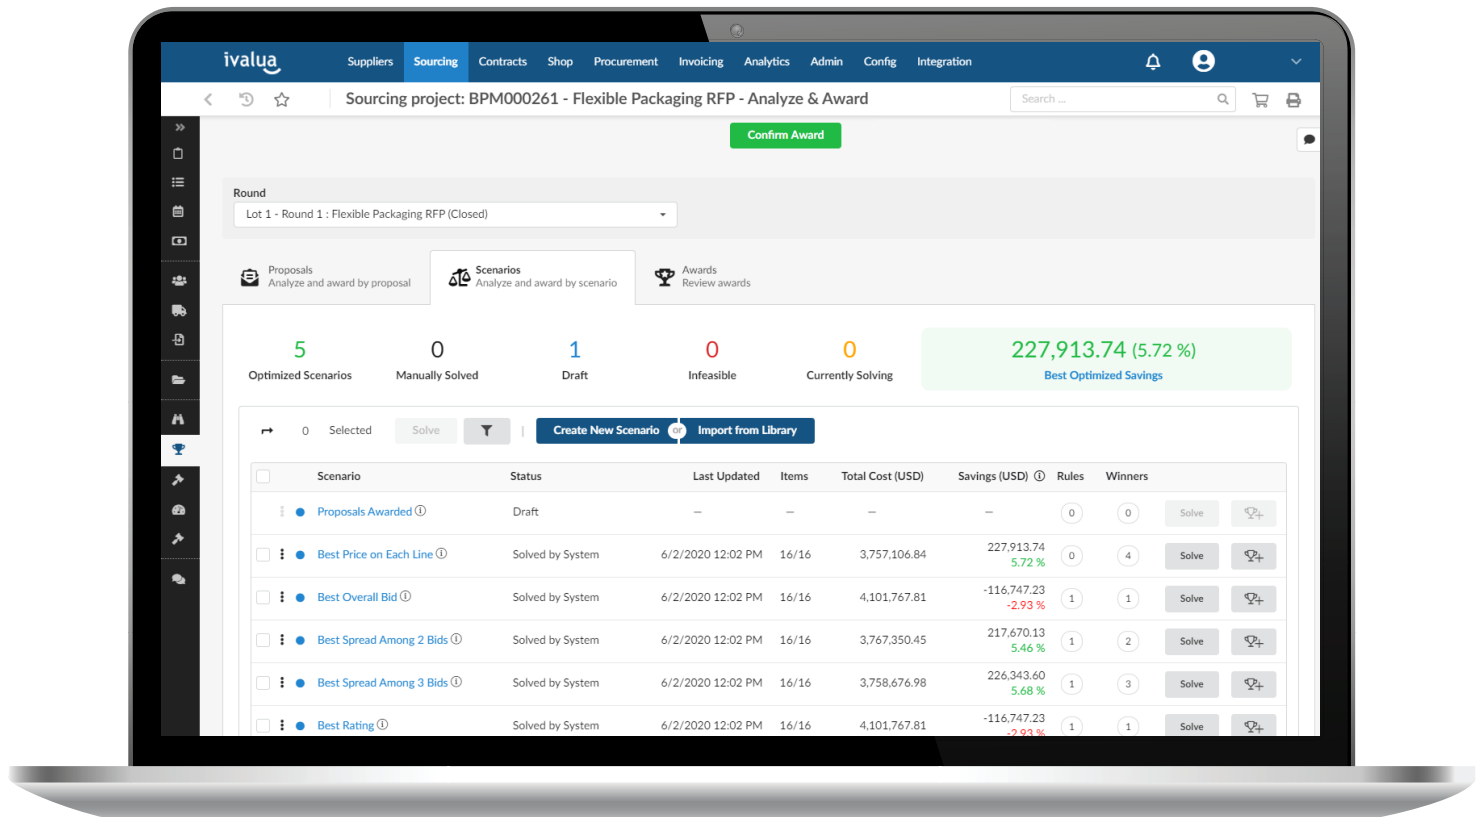 ivalua Suppliers Sourcing Contracts Shop Procurement Invoicing Analytics Admin Config Integration
Sourcing project: BPM000261 - Flexible Packaging RFP - Analyze & Award Search ...
Confirm Award
Round
Lot 1 - Round 1 : Flexible Packaging RFP (Closed)
Proposals
Analyze and award by proposal
Scenarios
Analyze and award by scenario
Awards
Review awards
5 0 1 0 0 227,913.74 (5.72 %)
Optimized Scenarios Manually Solved Draft Infeasible Currently Solving Best Optimized Savings
0 Selected Solve Create New Scenario or Import from Library
Scenario Status Last Updated Items Total Cost (USD) Savings (USD) Rules Winners
Proposals Awarded Draft – – – – 0 0 Solve
Best Price on Each Line Solved by System 6/2/2020 12:02 PM 16/16 3,757,106.84 227,913.74 0 4 Solve
5.72 %
Best Overall Bid Solved by System 6/2/2020 12:02 PM 16/16 4,101,767.81 -116,747.23 1 1 Solve
-2.93 %
Best Spread Among 2 Bids Solved by System 6/2/2020 12:02 PM 16/16 3,767,350.45 217,670.13 1 2 Solve
5.46 %
Best Spread Among 3 Bids Solved by System 6/2/2020 12:02 PM 16/16 3,758,676.98 226,343.60 1 3 Solve
5.68 %
Best Rating Solved by System 6/2/2020 12:02 PM 16/16 4,101,767.81 -116,747.23 1 1 Solve
-2.93 %